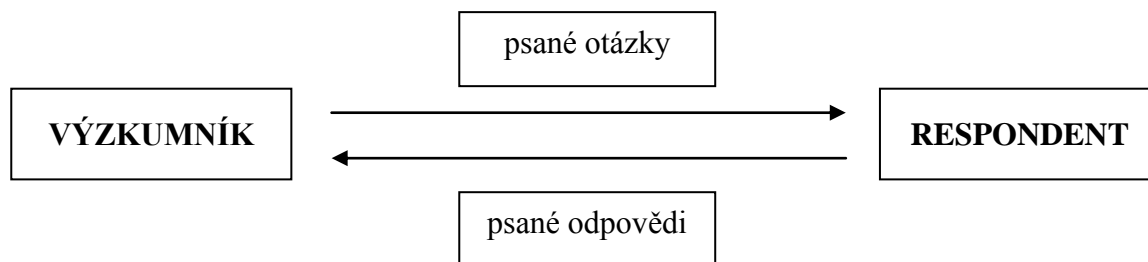 psané otázky
VÝZKUMNÍK
RESPONDENT
psané odpovědi